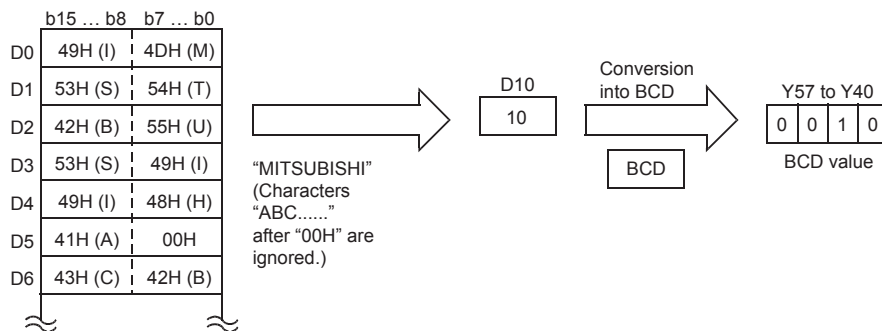 b15 … b8 b7 … b0
D0 49H (I) 4DH (M)
D1 53H (S) 54H (T)
D2 42H (B) 55H (U)
D3 53H (S) 49H (I)
D4 49H (I) 48H (H)
D5 41H (A) 00H
D6 43H (C) 42H (B)
“MITSUBISHI”
(Characters
“ABC......”
after “00H” are
ignored.)
D10
10
Conversion
into BCD
BCD
Y57 to Y40
0 0 1 0
BCD value